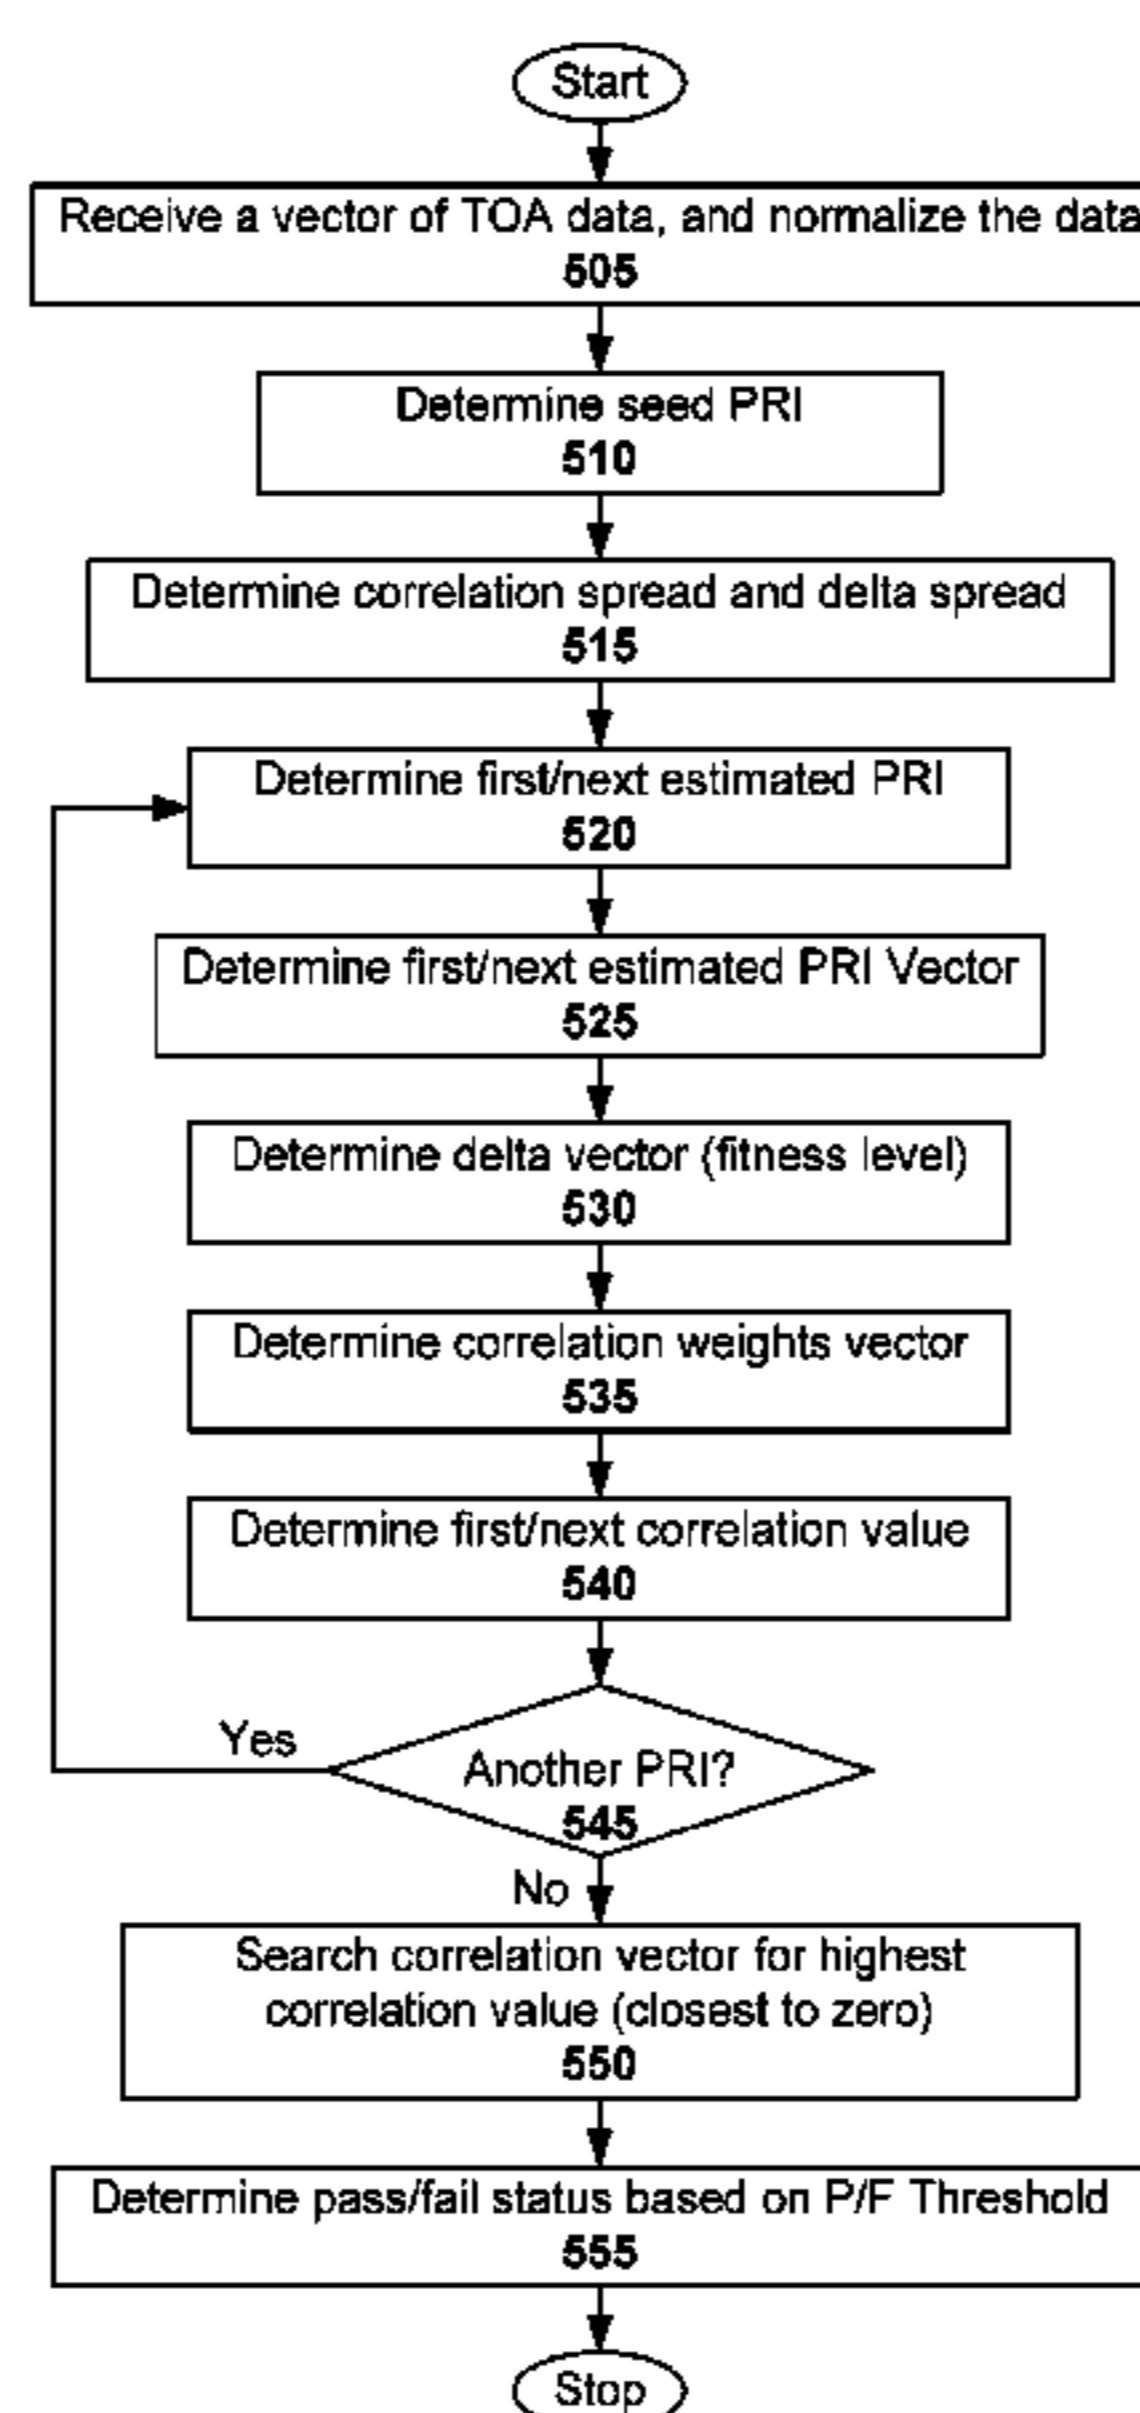 Start
Receive a vector of TOA data, and normalize the data
505
Determine seed PRI
510
Determine correlation spread and delta spread
515
Determine first/next estimated PRI
520
Determine first/next estimated PRI Vector
525
Determine delta vector (fitness level)
530
Determine correlation weights vector
535
Determine first/next correlation value
540
Yes
Another PRI?
545
No
Search correlation vector for highest
correlation value (closest to zero)
550
Determine pass/fail status based on P/F Threshold
555
Stop